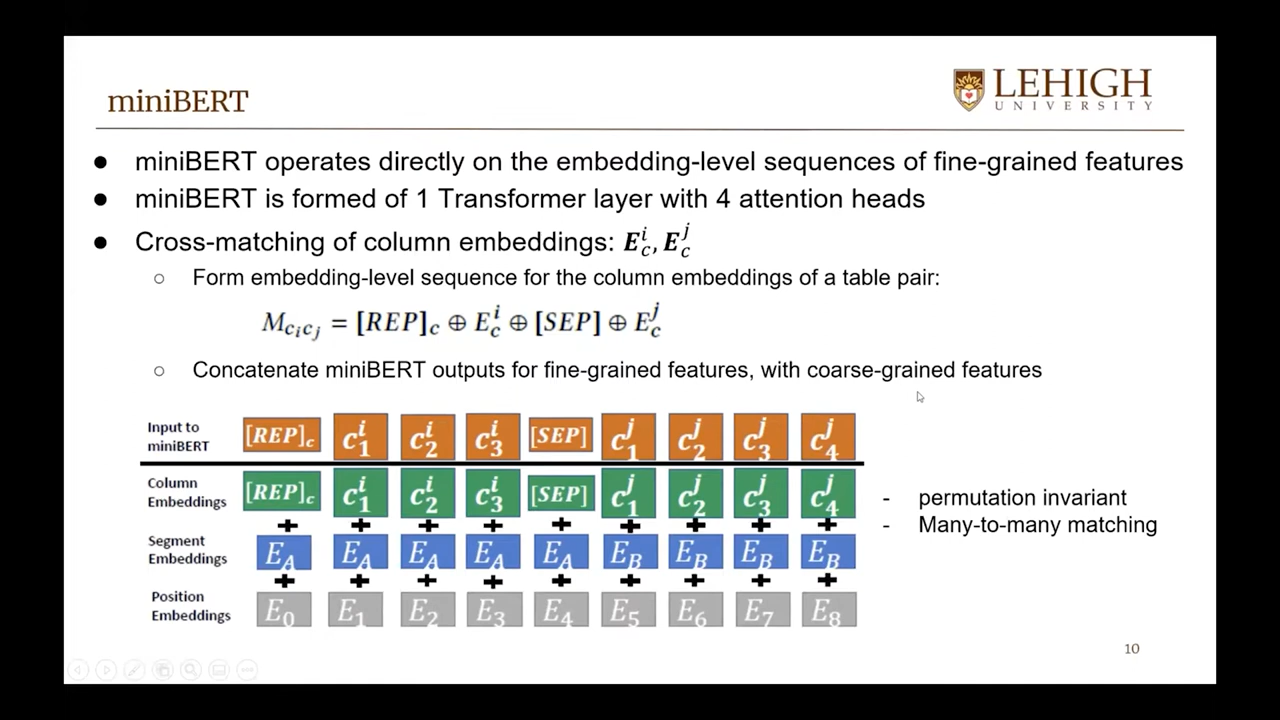 miniBERT
LEHIGH
UNIVERSITY
● miniBERT operates directly on the embedding-level sequences of fine-grained features
● miniBERT is formed of 1 Transformer layer with 4 attention heads
● Cross-matching of column embeddings: E_c^i, E_c^j
○ Form embedding-level sequence for the column embeddings of a table pair:
M_{c_i c_j} = [REP]_c ⊕ E_c^i ⊕ [SEP] ⊕ E_c^j
○ Concatenate miniBERT outputs for fine-grained features, with coarse-grained features
Input to miniBERT [REP]_c c_1^i c_2^i c_3^i [SEP] c_1^j c_2^j c_3^j c_4^j
Column Embeddings [REP]_c c_1^i c_2^i c_3^i [SEP] c_1^j c_2^j c_3^j c_4^j
+ + + + + + + + +
Segment Embeddings E_A E_A E_A E_A E_A E_B E_B E_B E_B
+ + + + + + + + +
Position Embeddings E_0 E_1 E_2 E_3 E_4 E_5 E_6 E_7 E_8
- permutation invariant
- Many-to-many matching
10